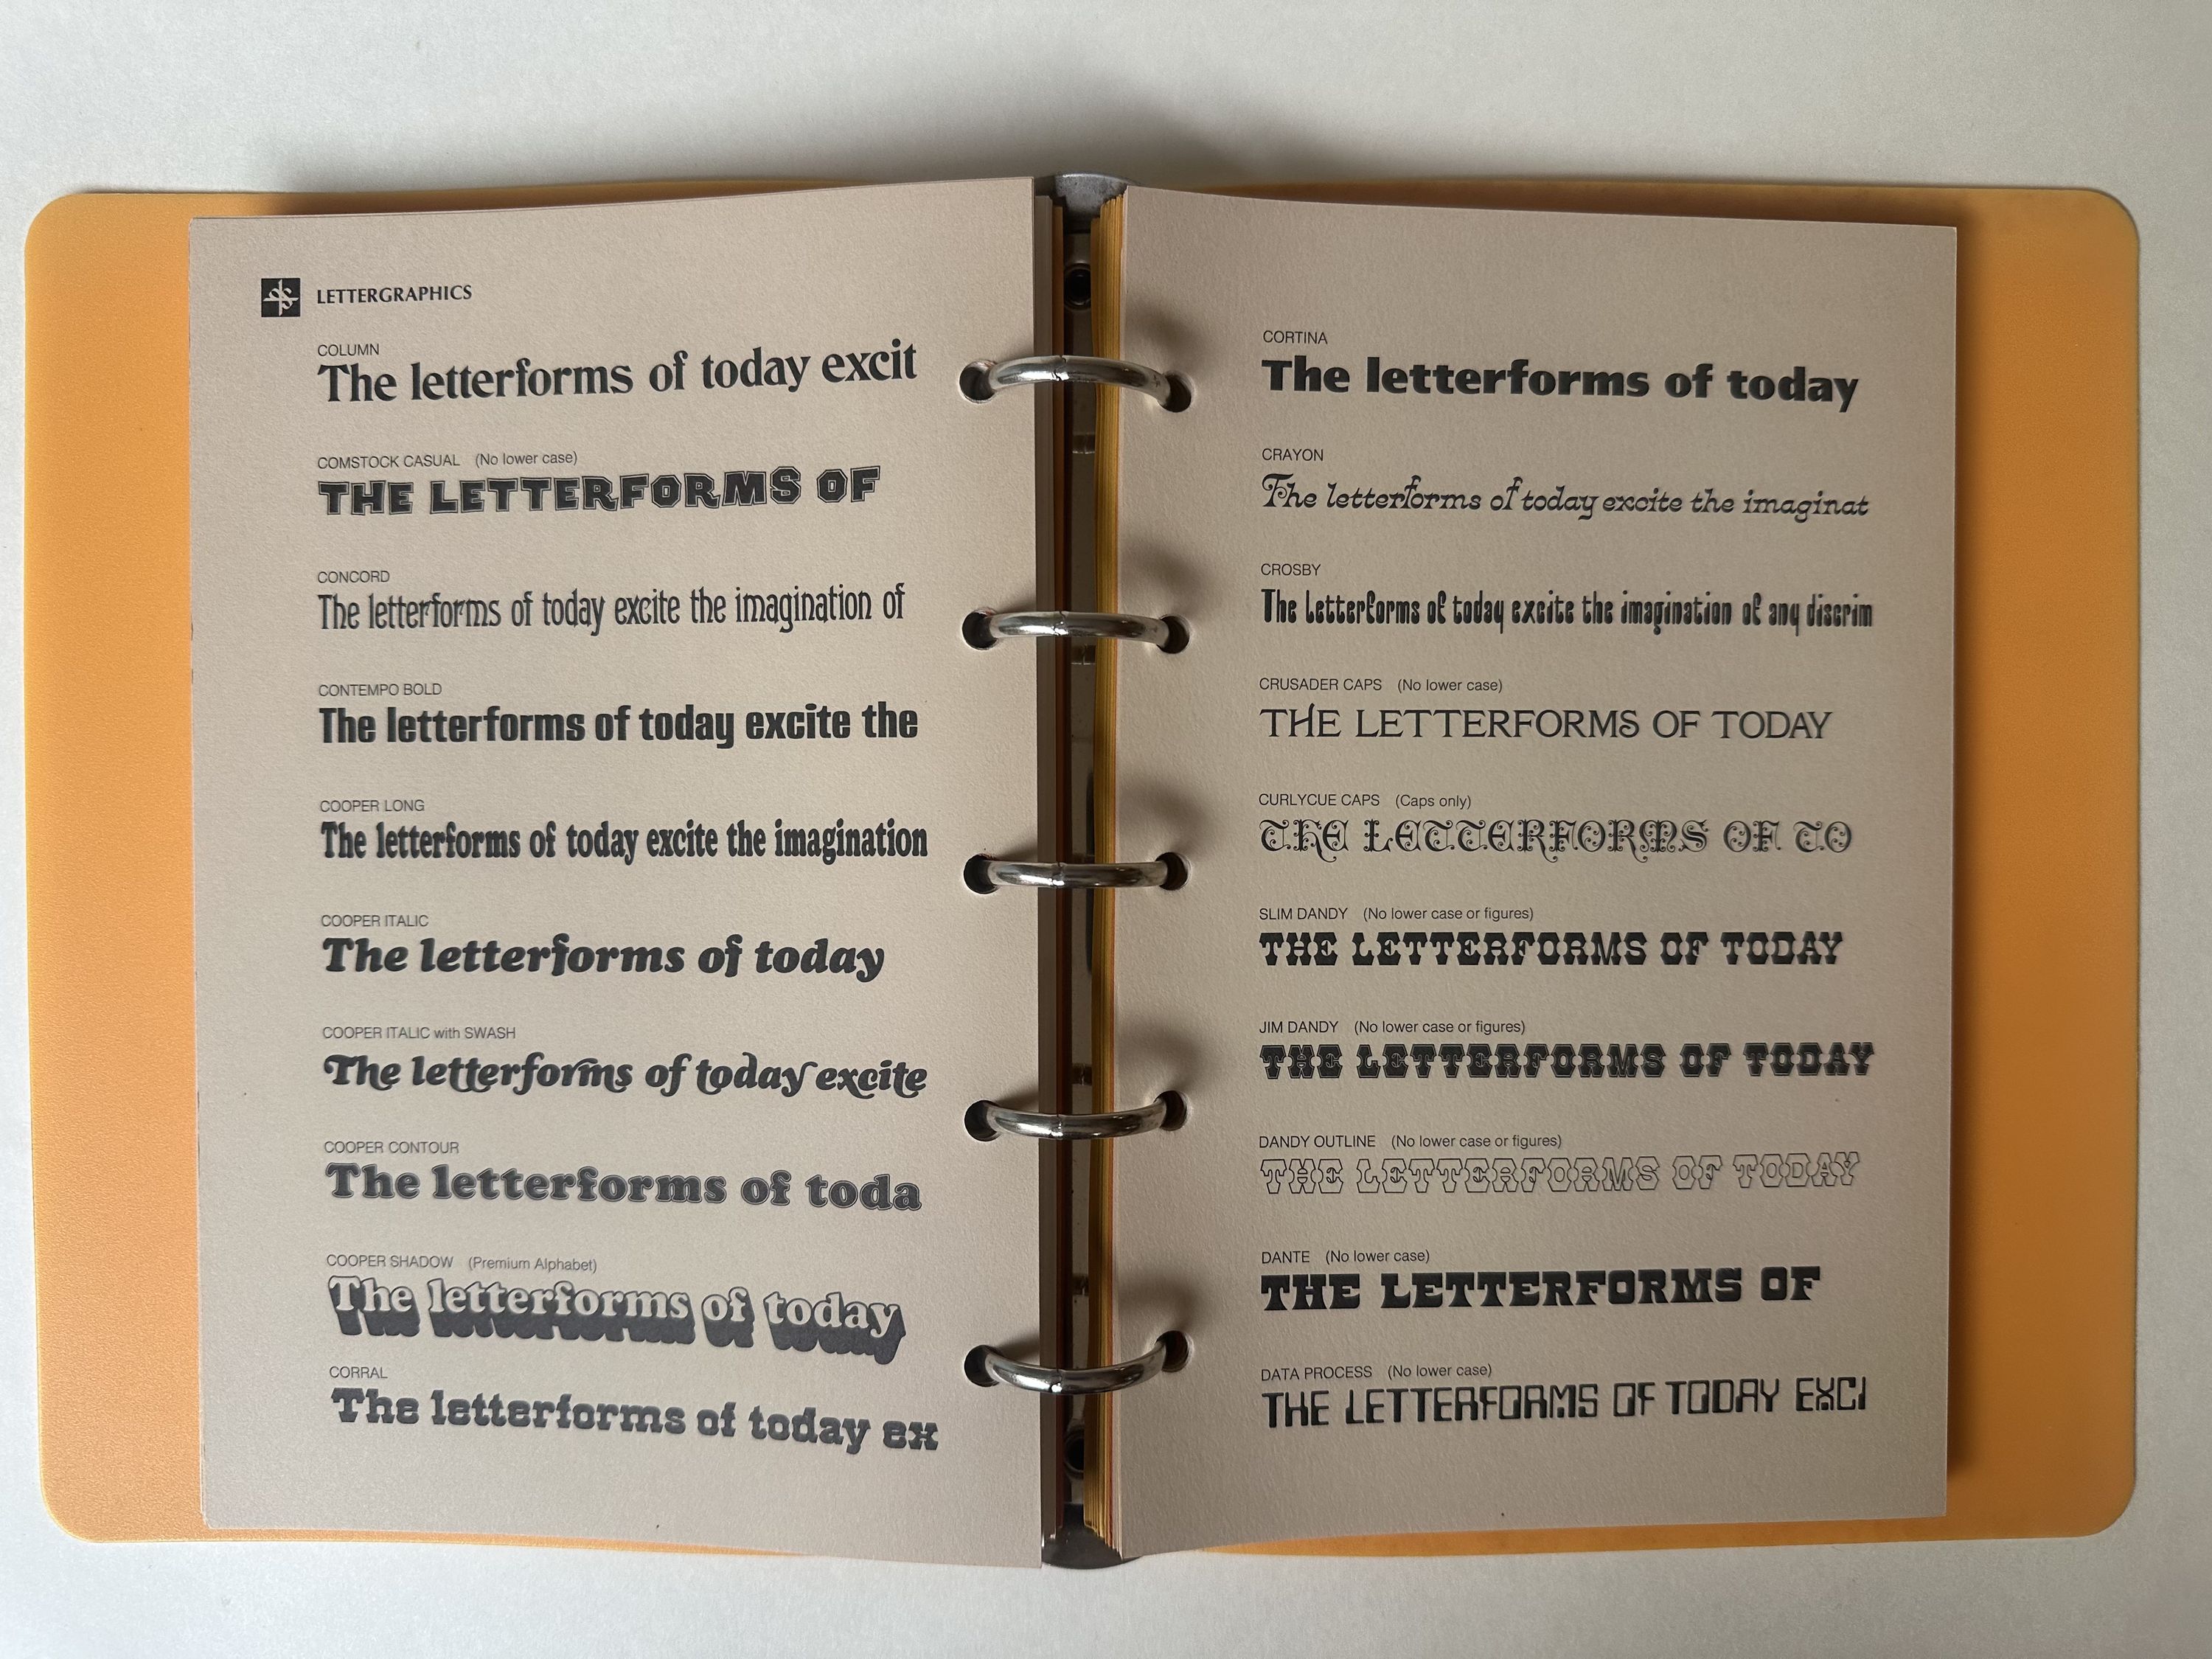 LETTERGRAPHICS
COLUMN
The letterforms of today excit
COMSTOCK CASUAL (No lower case)
THE LETTERFORMS OF
CONCORD
The letterforms of today excite the imagination of
CONTEMPO BOLD
The letterforms of today excite the
COOPER LONG
The letterforms of today excite the imagination
COOPER ITALIC
The letterforms of today
COOPER ITALIC with SWASH
The letterforms of today excite
COOPER CONTOUR
The letterforms of toda
COOPER SHADOW (Premium Alphabet)
The letterforms of today
CORRAL
The letterforms of today ex
CORTINA
The letterforms of today
CRAYON
The letterforms of today excite the imaginat
CROSBY
The Letterforms of today excite the imagination of any discrim
CRUSADER CAPS (No lower case)
THE LETTERFORMS OF TODAY
CURLYCUE CAPS (Caps only)
THE LETTERFORMS OF TO
SLIM DANDY (No lower case or figures)
THE LETTERFORMS OF TODAY
JIM DANDY (No lower case or figures)
THE LETTERFORMS OF TODAY
DANDY OUTLINE (No lower case or figures)
THE LETTERFORMS OF TODAY
DANTE (No lower case)
THE LETTERFORMS OF
DATA PROCESS (No lower case)
THE LETTERFORMS OF TODAY EXCI